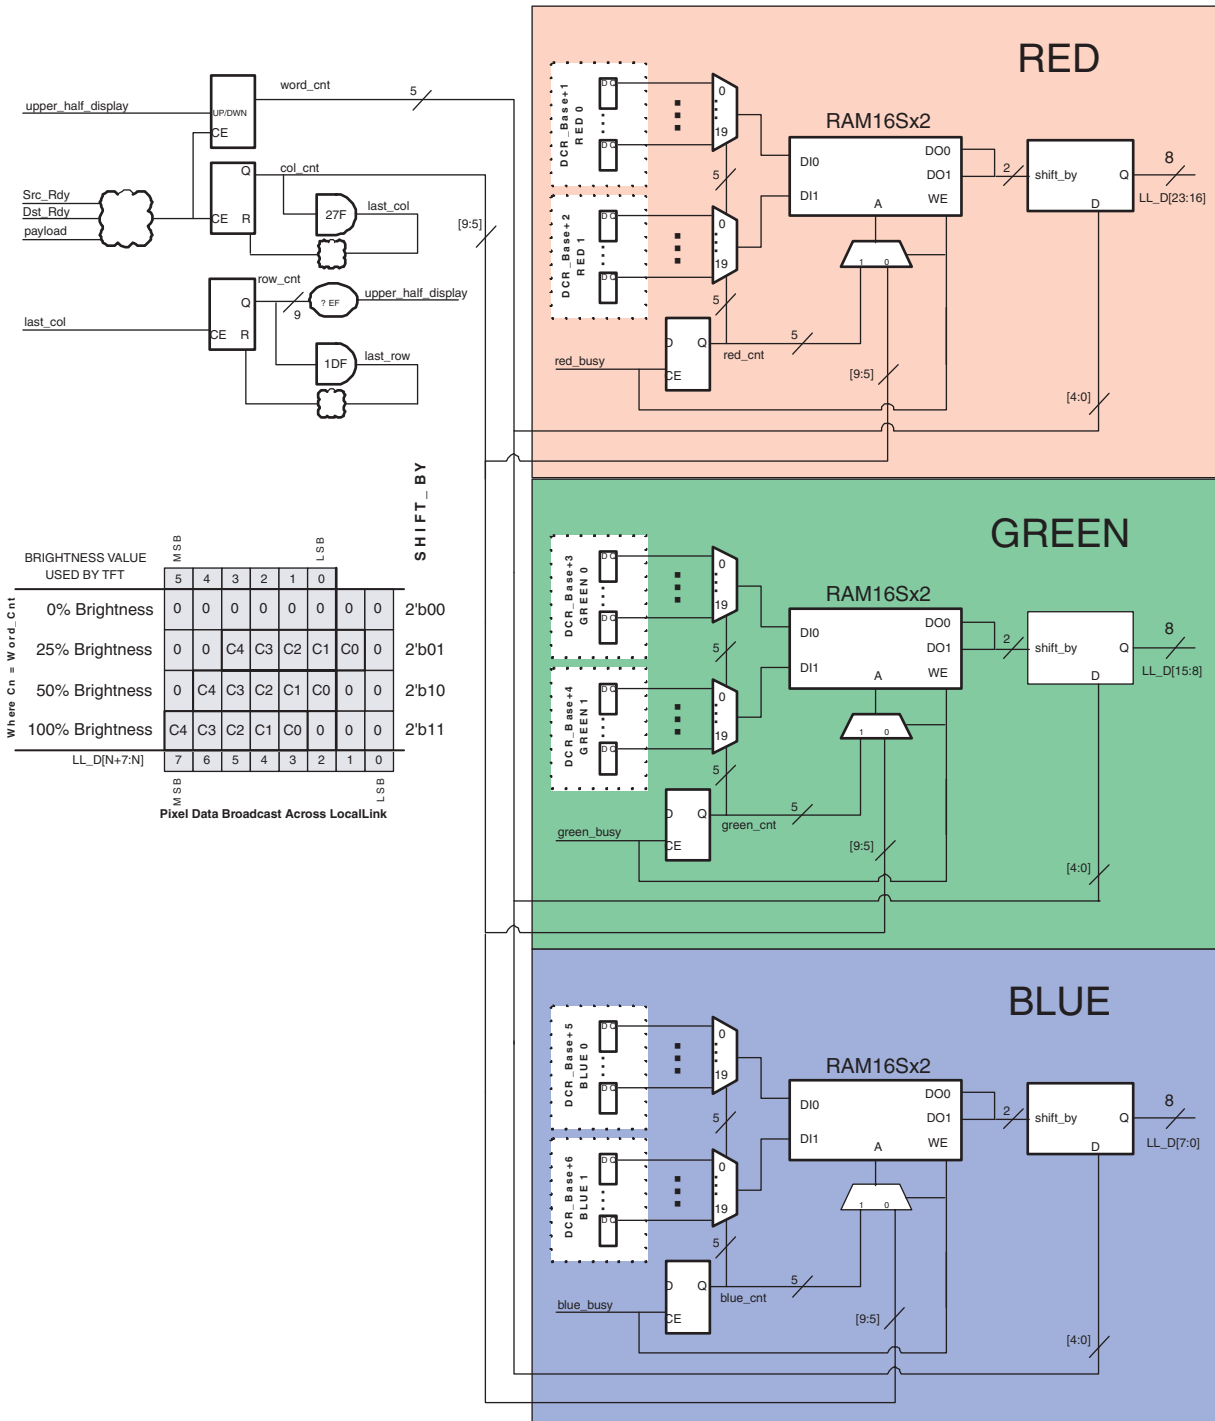 word_cnt
5
upper_half_display
UP/DWN
CE
Q
col_cnt
Src_Rdy
Dst_Rdy
payload
CE R
27F
last_col
[9:5]
row_cnt
Q
9
? EF
upper_half_display
last_col
CE R
1DF
last_row
SHIFT_BY
BRIGHTNESS VALUE
USED BY TFT
MSB
LSB
5 4 3 2 1 0
Where Cn = Word_Cnt
0% Brightness 0 0 0 0 0 0 0 0 2'b00
25% Brightness 0 0 C4 C3 C2 C1 C0 0 2'b01
50% Brightness 0 C4 C3 C2 C1 C0 0 0 2'b10
100% Brightness C4 C3 C2 C1 C0 0 0 0 2'b11
LL_D[N+7:N] 7 6 5 4 3 2 1 0
MSB
LSB
Pixel Data Broadcast Across LocalLink
RED
DCR_Base+1
RED 0
D Q
D Q
0
19
5
RAM16Sx2
DI0
DI1
DO0
DO1
WE
A
2
shift_by
Q
D
8
LL_D[23:16]
DCR_Base+2
RED 1
D Q
D Q
0
19
5
1 0
D Q
CE
red_busy
red_cnt
5
[9:5]
[4:0]
GREEN
DCR_Base+3
GREEN 0
D Q
D Q
0
19
5
RAM16Sx2
DI0
DI1
DO0
DO1
WE
A
2
shift_by
Q
D
8
LL_D[15:8]
DCR_Base+4
GREEN 1
D Q
D Q
0
19
5
1 0
D Q
CE
green_busy
green_cnt
5
[9:5]
[4:0]
BLUE
DCR_Base+5
BLUE 0
D Q
D Q
0
19
5
RAM16Sx2
DI0
DI1
DO0
DO1
WE
A
2
shift_by
Q
D
8
LL_D[7:0]
DCR_Base+6
BLUE 1
D Q
D Q
0
19
5
1 0
D Q
CE
blue_busy
blue_cnt
5
[9:5]
[4:0]